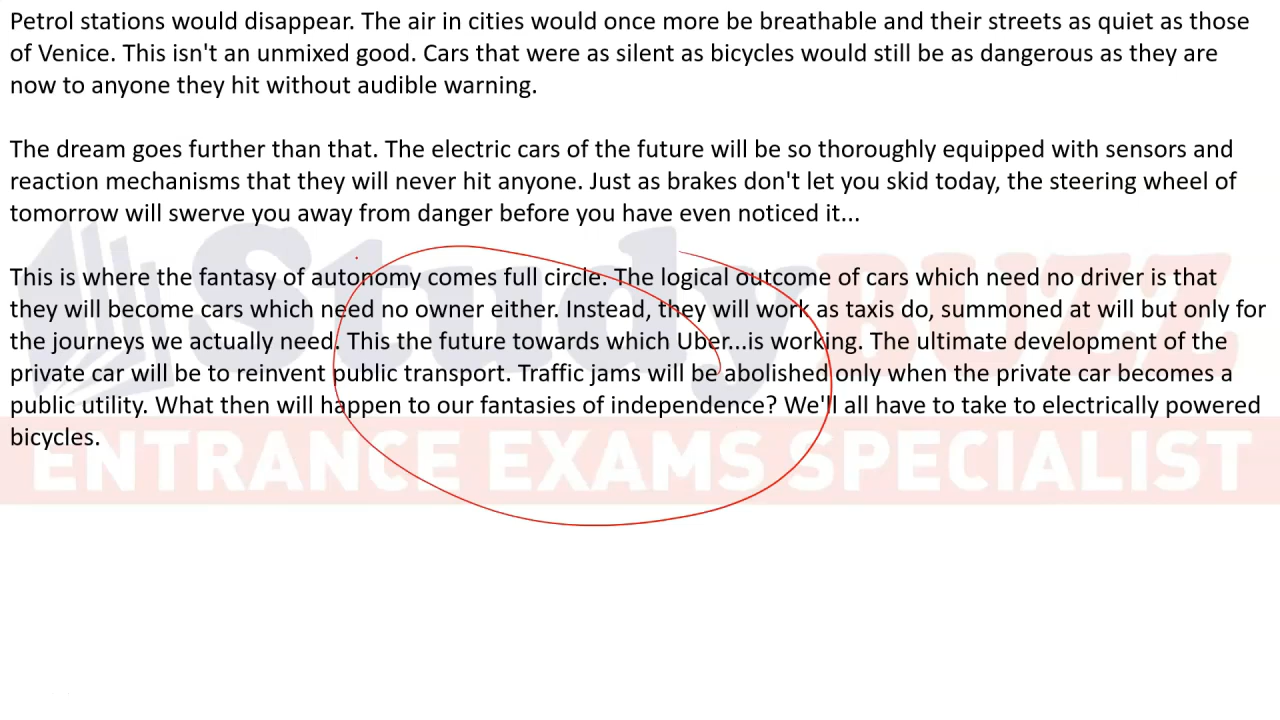 Petrol stations would disappear. The air in cities would once more be breathable and their streets as quiet as those
of Venice. This isn't an unmixed good. Cars that were as silent as bicycles would still be as dangerous as they are
now to anyone they hit without audible warning.
The dream goes further than that. The electric cars of the future will be so thoroughly equipped with sensors and
reaction mechanisms that they will never hit anyone. Just as brakes don't let you skid today, the steering wheel of
tomorrow will swerve you away from danger before you have even noticed it...
This is where the fantasy of autonomy comes full circle. The logical outcome of cars which need no driver is that
they will become cars which need no owner either. Instead, they will work as taxis do, summoned at will but only for
the journeys we actually need. This the future towards which Uber...is working. The ultimate development of the
private car will be to reinvent public transport. Traffic jams will be abolished only when the private car becomes a
public utility. What then will happen to our fantasies of independence? We'll all have to take to electrically powered
bicycles.
StudyBUZZ
ENTRANCE EXAMS SPECIALIST